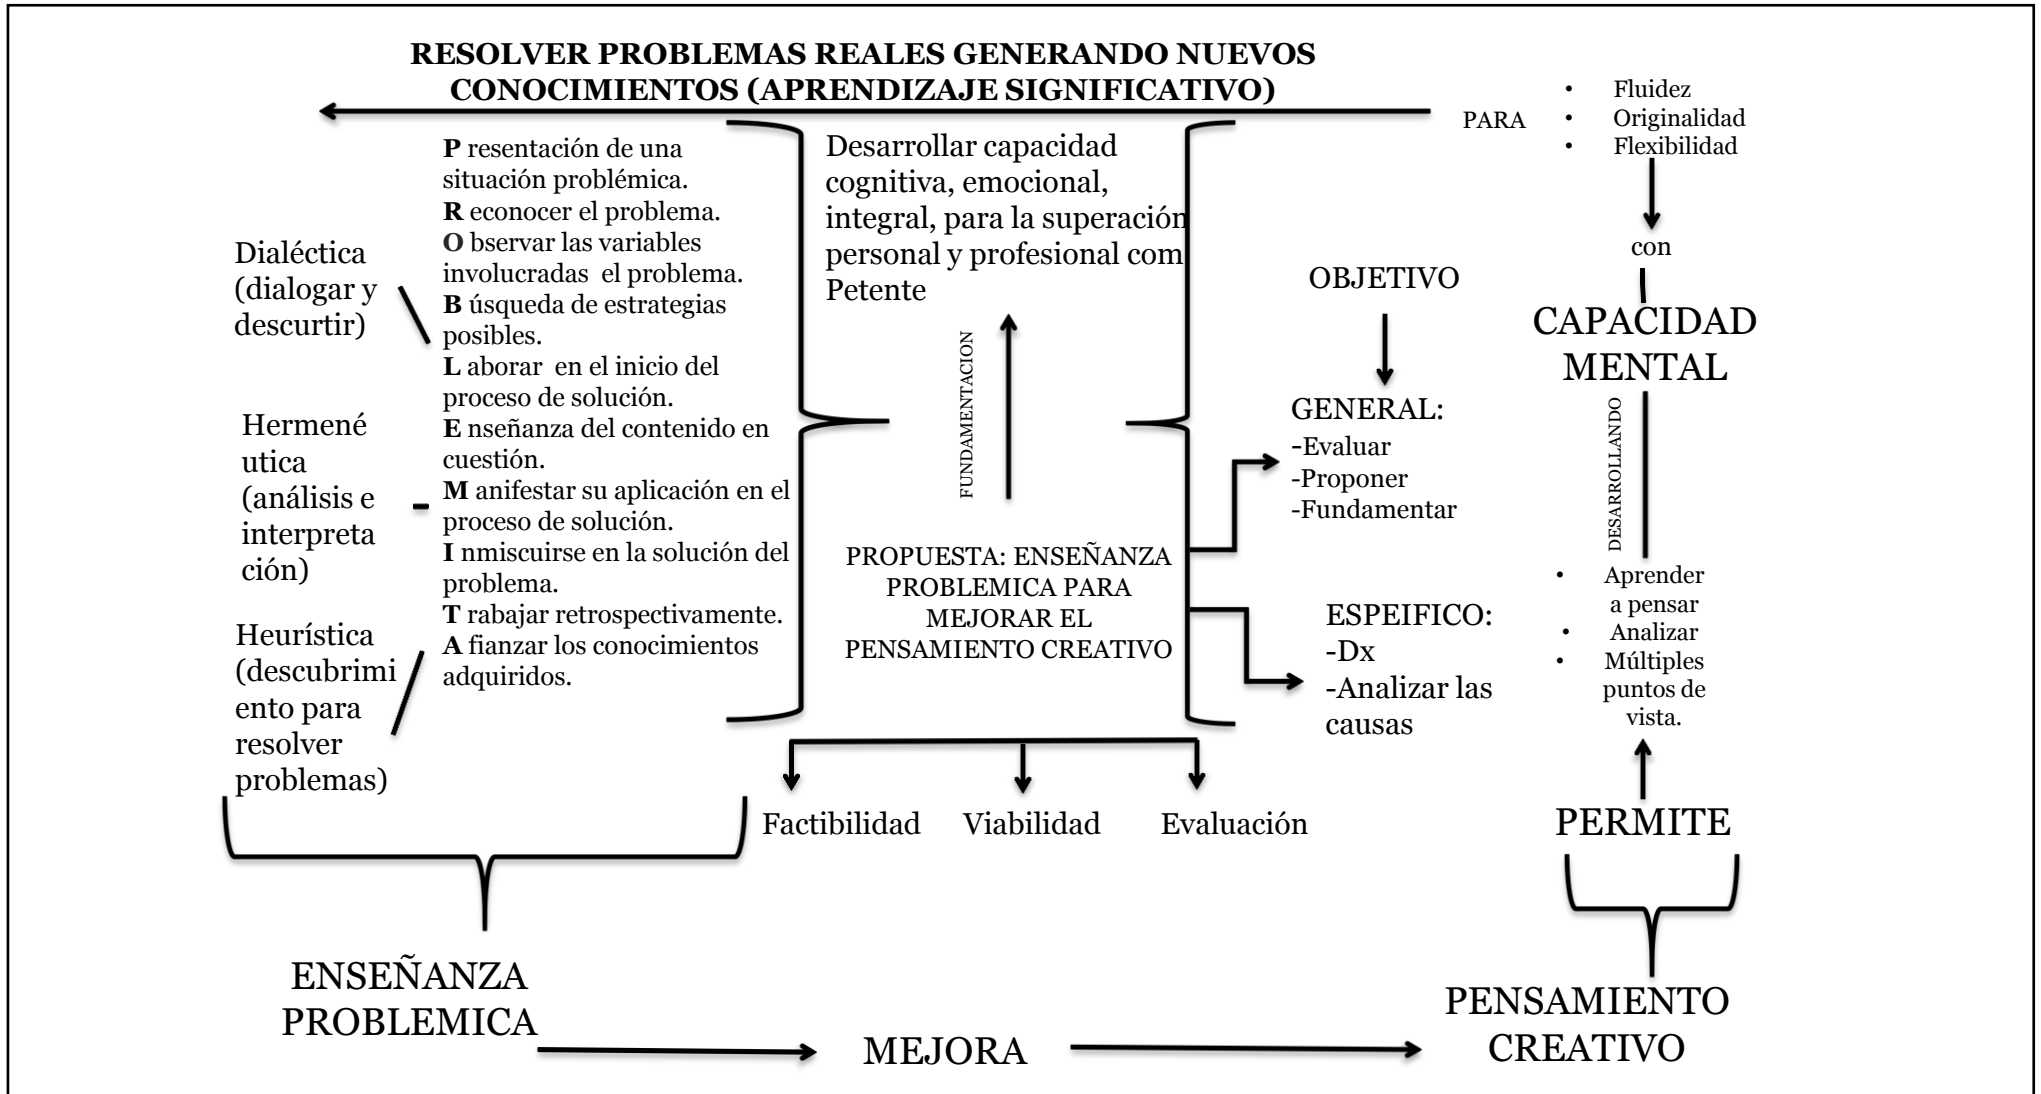 RESOLVER PROBLEMAS REALES GENERANDO NUEVOS
CONOCIMIENTOS (APRENDIZAJE SIGNIFICATIVO)
PARA
• Fluidez
• Originalidad
• Flexibilidad
con
CAPACIDAD
MENTAL
DESARROLLANDO
• Aprender
a pensar
• Analizar
• Múltiples
puntos de
vista.
PERMITE
PENSAMIENTO
CREATIVO
Dialéctica
(dialogar y
descurtir)
Hermené
utica
(análisis e
interpreta
ción)
Heurística
(descubrimi
ento para
resolver
problemas)
P resentación de una
situación problémica.
R econocer el problema.
O bservar las variables
involucradas  el problema.
B úsqueda de estrategias
posibles.
L aborar  en el inicio del
proceso de solución.
E nseñanza del contenido en
cuestión.
M anifestar su aplicación en el
proceso de solución.
I nmiscuirse en la solución del
problema.
T rabajar retrospectivamente.
A fianzar los conocimientos
adquiridos.
Desarrollar capacidad
cognitiva, emocional,
integral, para la superación
personal y profesional com
Petente
FUNDAMENTACION
PROPUESTA: ENSEÑANZA
PROBLEMICA PARA
MEJORAR EL
PENSAMIENTO CREATIVO
OBJETIVO
GENERAL:
-Evaluar
-Proponer
-Fundamentar
ESPEIFICO:
-Dx
-Analizar las
causas
Factibilidad
Viabilidad
Evaluación
ENSEÑANZA
PROBLEMICA
MEJORA